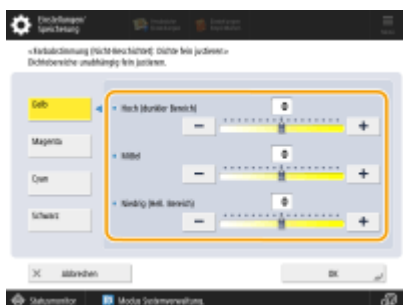 Einstellungen/
Speicherung
Menü
<Farbabstimmung (Nicht-beschichtet): Dichte fein justieren>
Dichtebereiche unabhängig fein justieren.
Gelb
Hoch (dunkler Bereich)
0
− +
Magenta
Mittel
0
− +
Cyan
Niedrig (Hell. Bereich)
0
− +
Schwarz
Abbrechen
OK
Statusmonitor
Modus Systemverwaltung.